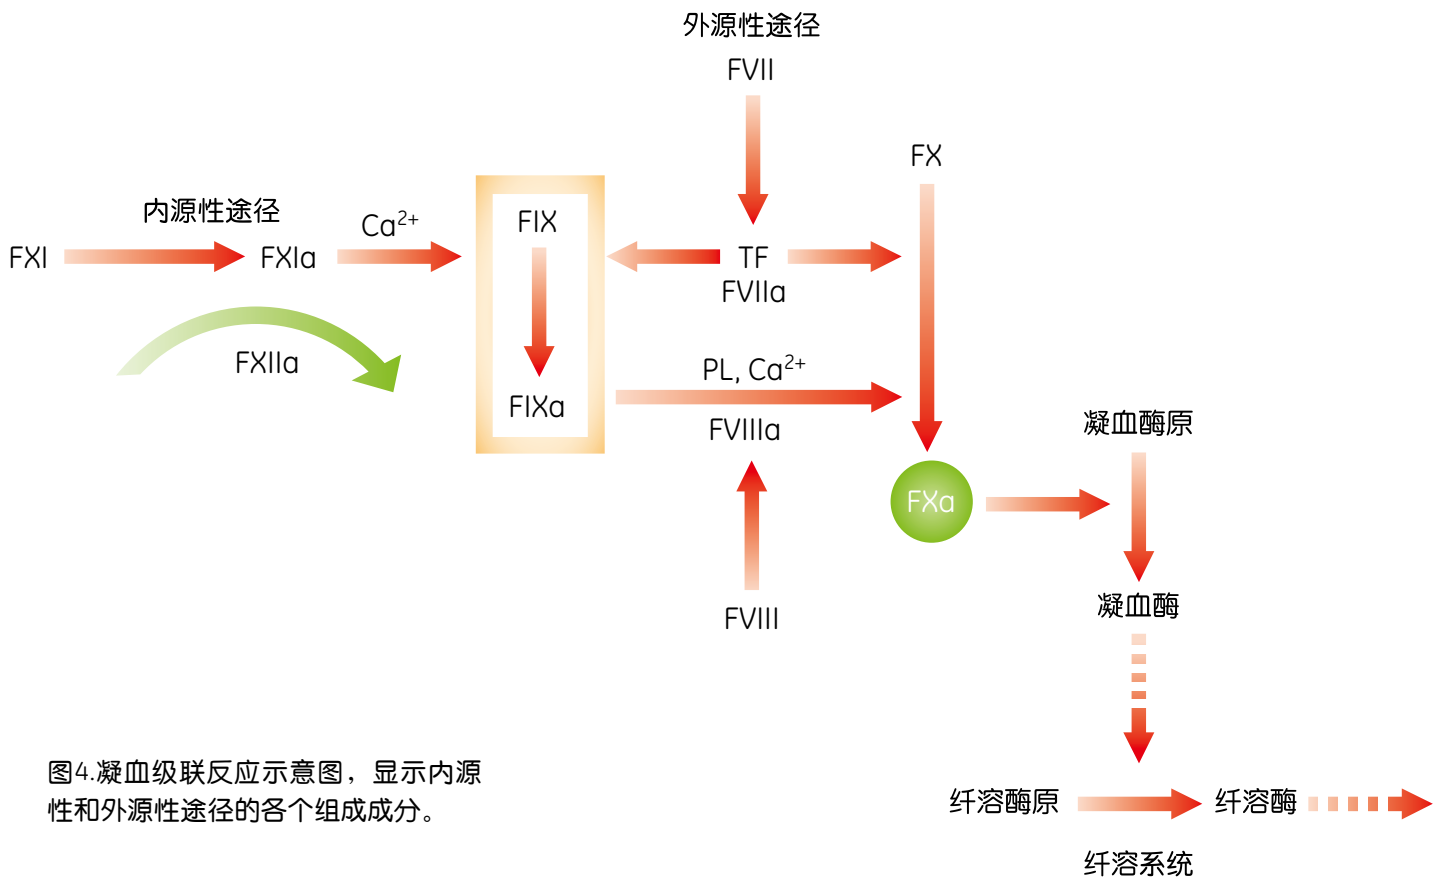 外源性途径
FVII
FX
内源性途径
Ca2+
FIX
FXI
FXIa
TF
FVIIa
FXIIa
PL, Ca2+
FIXa
FVIIIa
凝血酶原
FXa
凝血酶
FVIII
图4.凝血级联反应示意图，显示内源
性和外源性途径的各个组成成分。
纤溶酶原
纤溶酶
纤溶系统